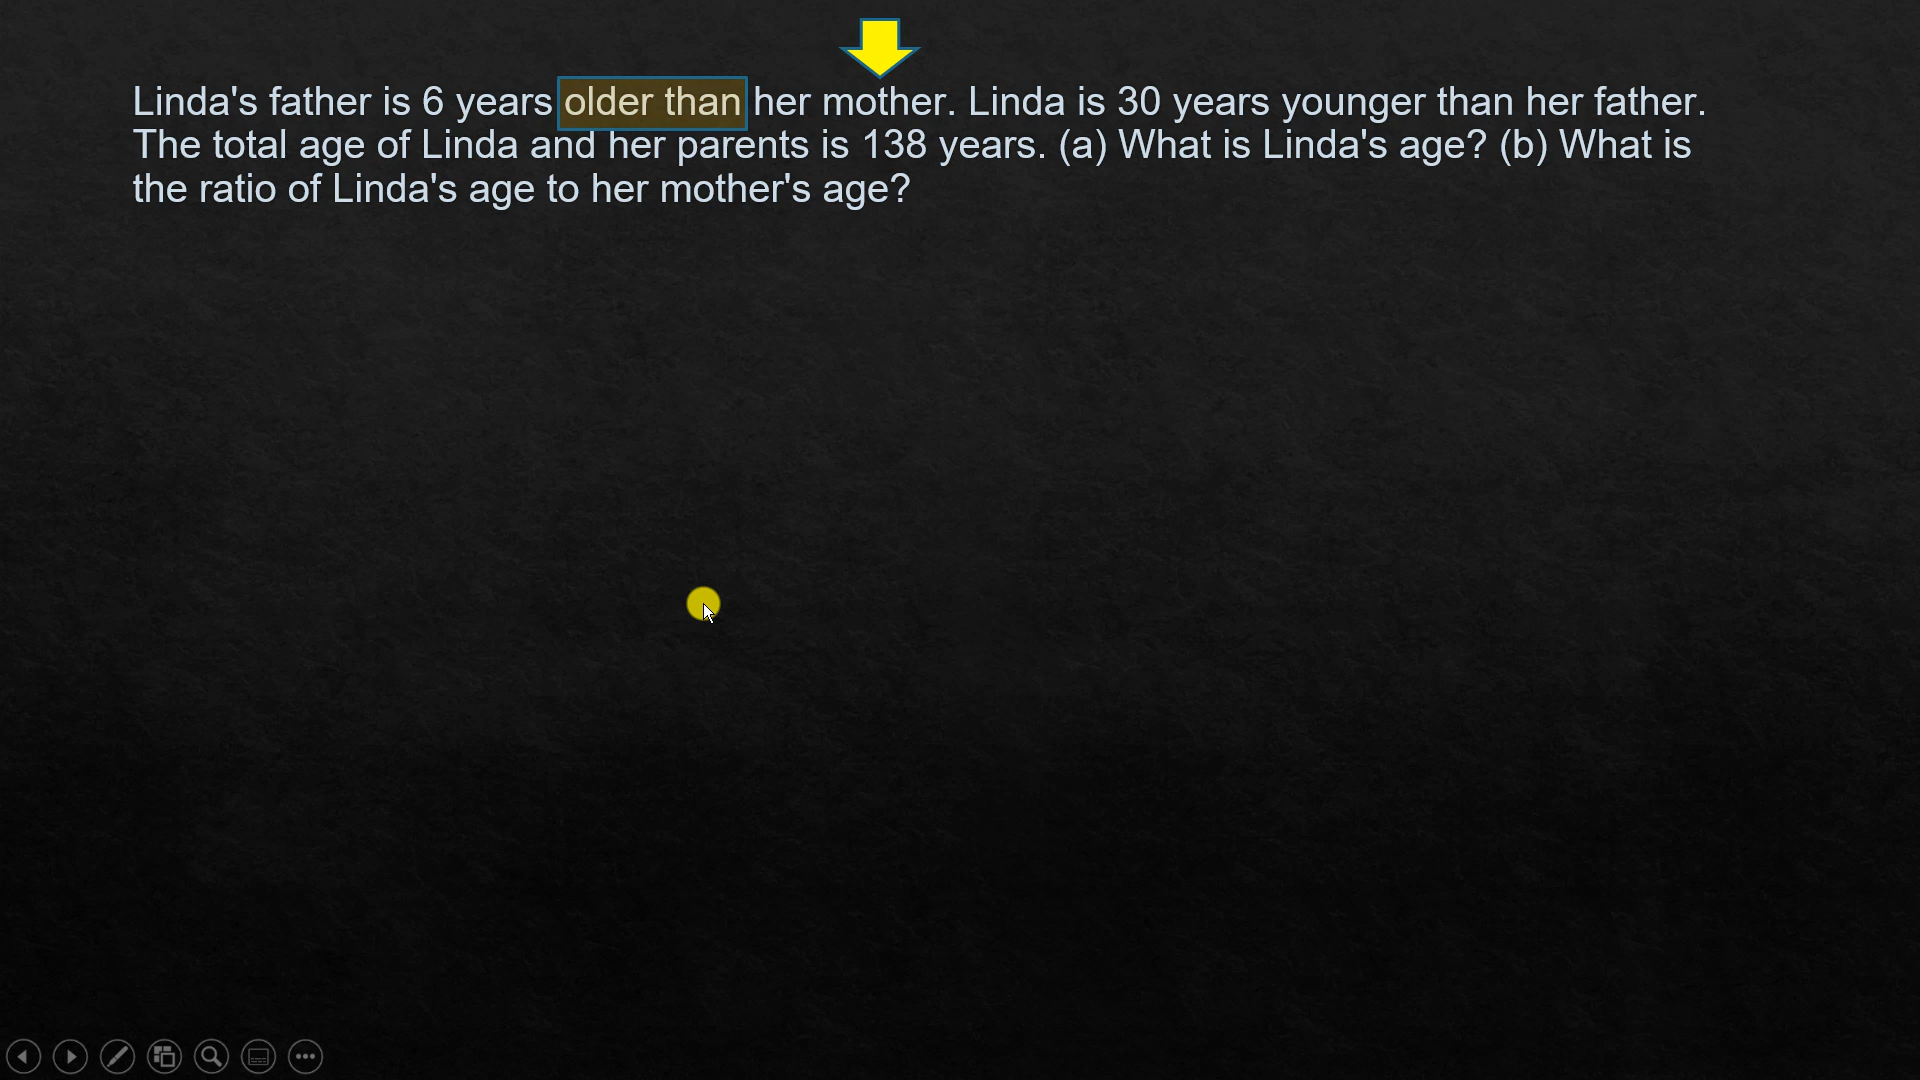 Linda's father is 6 years older than her mother. Linda is 30 years younger than her father.
The total age of Linda and her parents is 138 years. (a) What is Linda's age? (b) What is
the ratio of Linda's age to her mother's age?